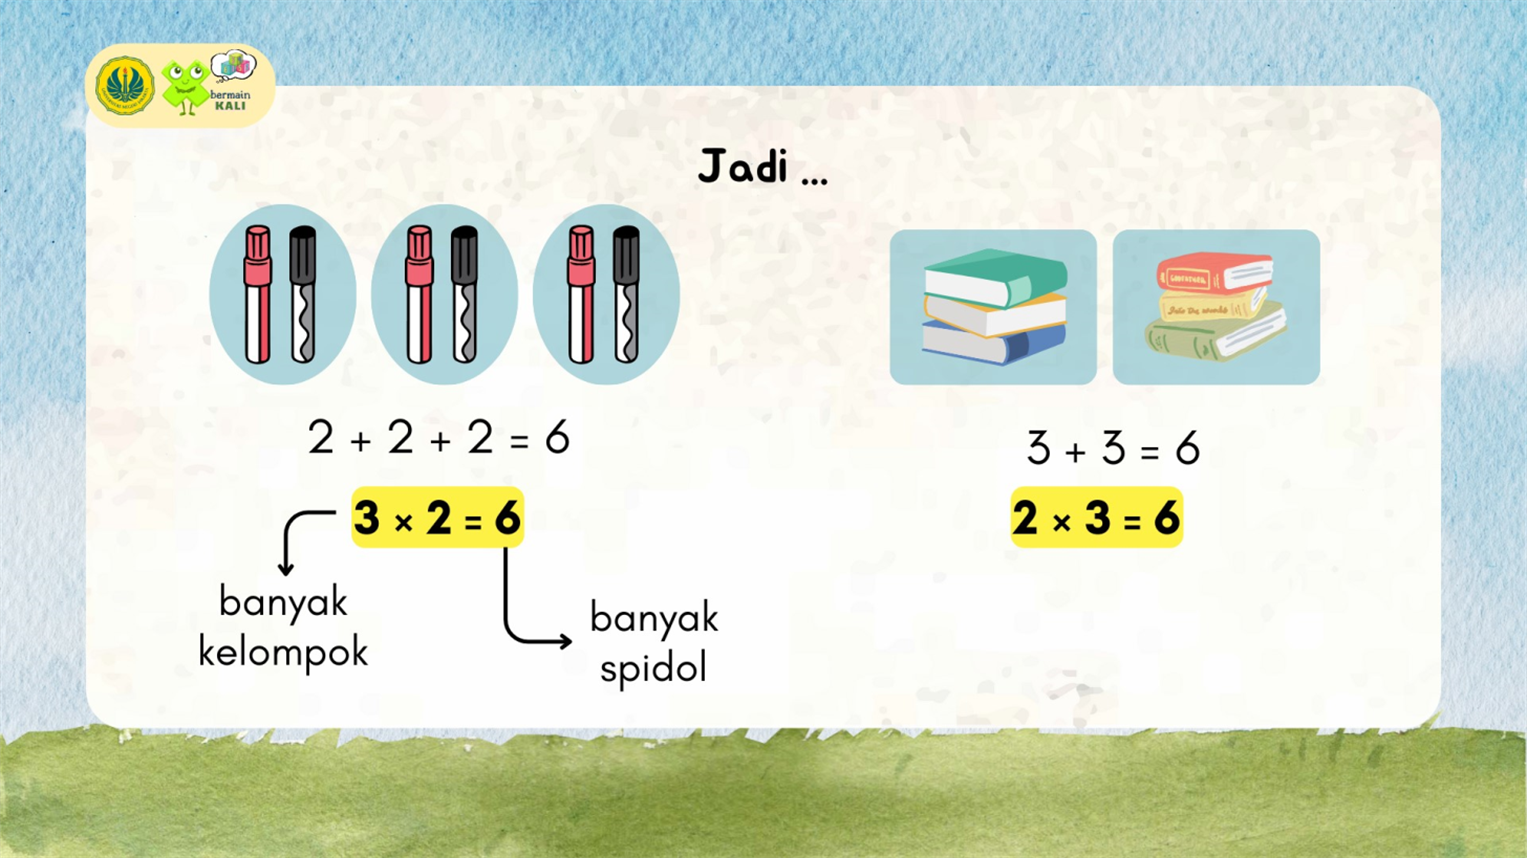 bermain
KALI
Jadi ...
2 + 2 + 2 = 6
3 × 2 = 6
banyak
kelompok
banyak
spidol
3 + 3 = 6
2 × 3 = 6